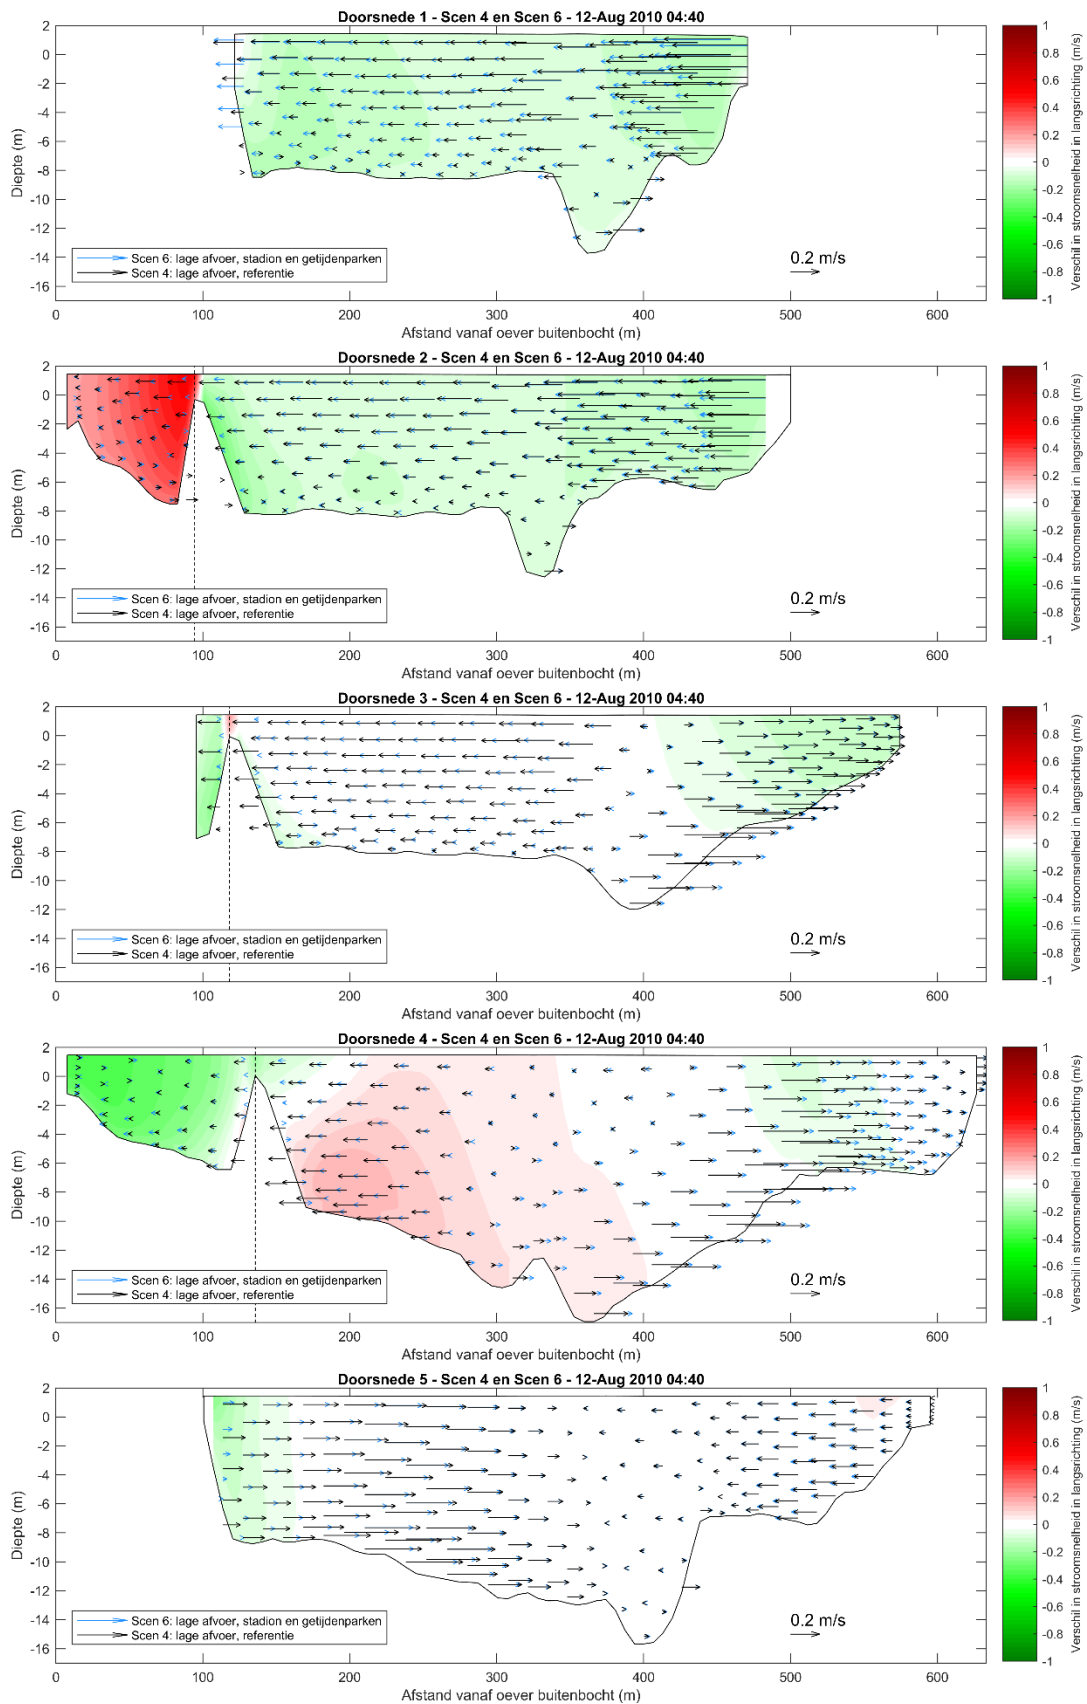 Doorsnede 1 - Scen 4 en Scen 6 - 12-Aug 2010 04:40
2
0
-2
-4
-6
-8
-10
-12
-14
-16
Diepte (m)
Scen 6: lage afvoer, stadion en getijdenparken
Scen 4: lage afvoer, referentie
0.2 m/s
0 100 200 300 400 500 600
Afstand vanaf oever buitenbocht (m)
1
0.8
0.6
0.4
0.2
0
-0.2
-0.4
-0.6
-0.8
-1
Verschil in stroomsnelheid in langsrichting (m/s)
Doorsnede 2 - Scen 4 en Scen 6 - 12-Aug 2010 04:40
2
0
-2
-4
-6
-8
-10
-12
-14
-16
Diepte (m)
Scen 6: lage afvoer, stadion en getijdenparken
Scen 4: lage afvoer, referentie
0.2 m/s
0 100 200 300 400 500 600
Afstand vanaf oever buitenbocht (m)
1
0.8
0.6
0.4
0.2
0
-0.2
-0.4
-0.6
-0.8
-1
Verschil in stroomsnelheid in langsrichting (m/s)
Doorsnede 3 - Scen 4 en Scen 6 - 12-Aug 2010 04:40
2
0
-2
-4
-6
-8
-10
-12
-14
-16
Diepte (m)
Scen 6: lage afvoer, stadion en getijdenparken
Scen 4: lage afvoer, referentie
0.2 m/s
0 100 200 300 400 500 600
Afstand vanaf oever buitenbocht (m)
1
0.8
0.6
0.4
0.2
0
-0.2
-0.4
-0.6
-0.8
-1
Verschil in stroomsnelheid in langsrichting (m/s)
Doorsnede 4 - Scen 4 en Scen 6 - 12-Aug 2010 04:40
2
0
-2
-4
-6
-8
-10
-12
-14
-16
Diepte (m)
Scen 6: lage afvoer, stadion en getijdenparken
Scen 4: lage afvoer, referentie
0.2 m/s
0 100 200 300 400 500 600
Afstand vanaf oever buitenbocht (m)
1
0.8
0.6
0.4
0.2
0
-0.2
-0.4
-0.6
-0.8
-1
Verschil in stroomsnelheid in langsrichting (m/s)
Doorsnede 5 - Scen 4 en Scen 6 - 12-Aug 2010 04:40
2
0
-2
-4
-6
-8
-10
-12
-14
-16
Diepte (m)
Scen 6: lage afvoer, stadion en getijdenparken
Scen 4: lage afvoer, referentie
0.2 m/s
0 100 200 300 400 500 600
Afstand vanaf oever buitenbocht (m)
1
0.8
0.6
0.4
0.2
0
-0.2
-0.4
-0.6
-0.8
-1
Verschil in stroomsnelheid in langsrichting (m/s)